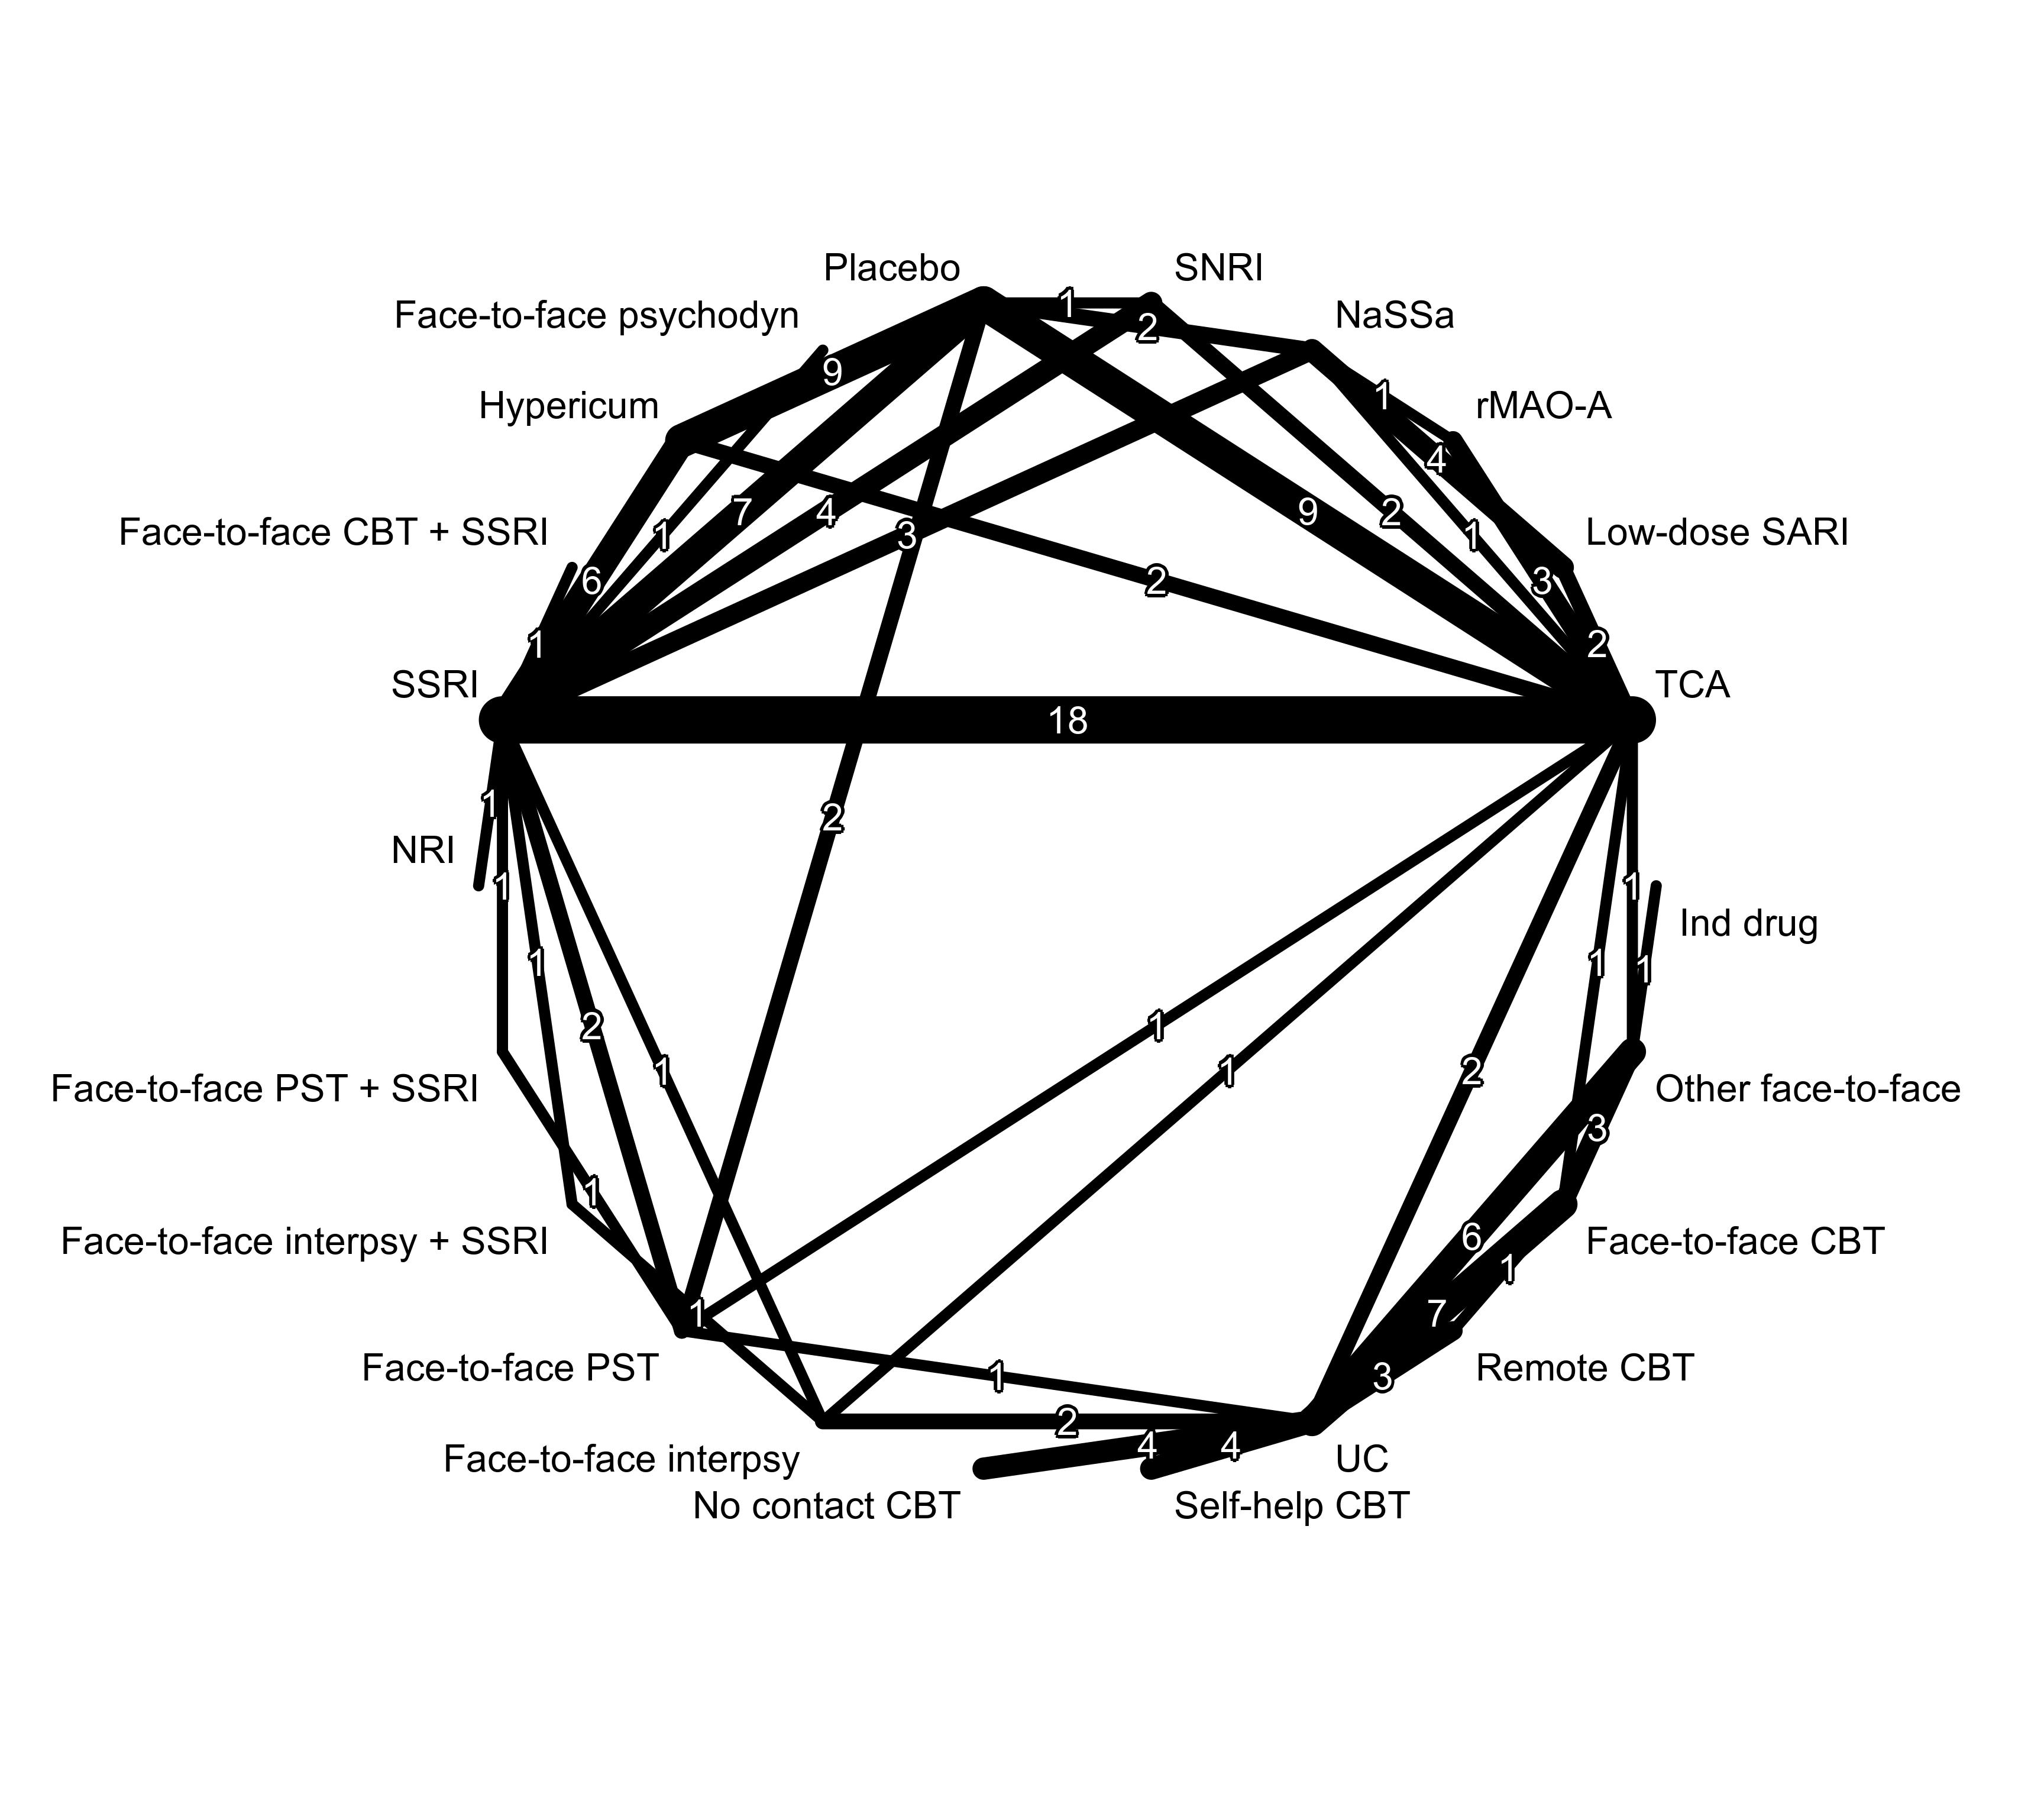 Placebo
SNRI
1
2
Face-to-face psychodyn
NaSSa
9
1
Hypericum
rMAO-A
4
7
4
9
2
Face-to-face CBT + SSRI
1
3
1
Low-dose SARI
6
2
3
1
2
SSRI
TCA
18
1
2
NRI
1
1
Ind drug
1
1
1
2
1
Face-to-face PST + SSRI
1
1
2
Other face-to-face
3
1
Face-to-face interpsy + SSRI
6
Face-to-face CBT
1
1
7
Face-to-face PST
1
3
Remote CBT
2
Face-to-face interpsy
4
4
UC
No contact CBT
Self-help CBT